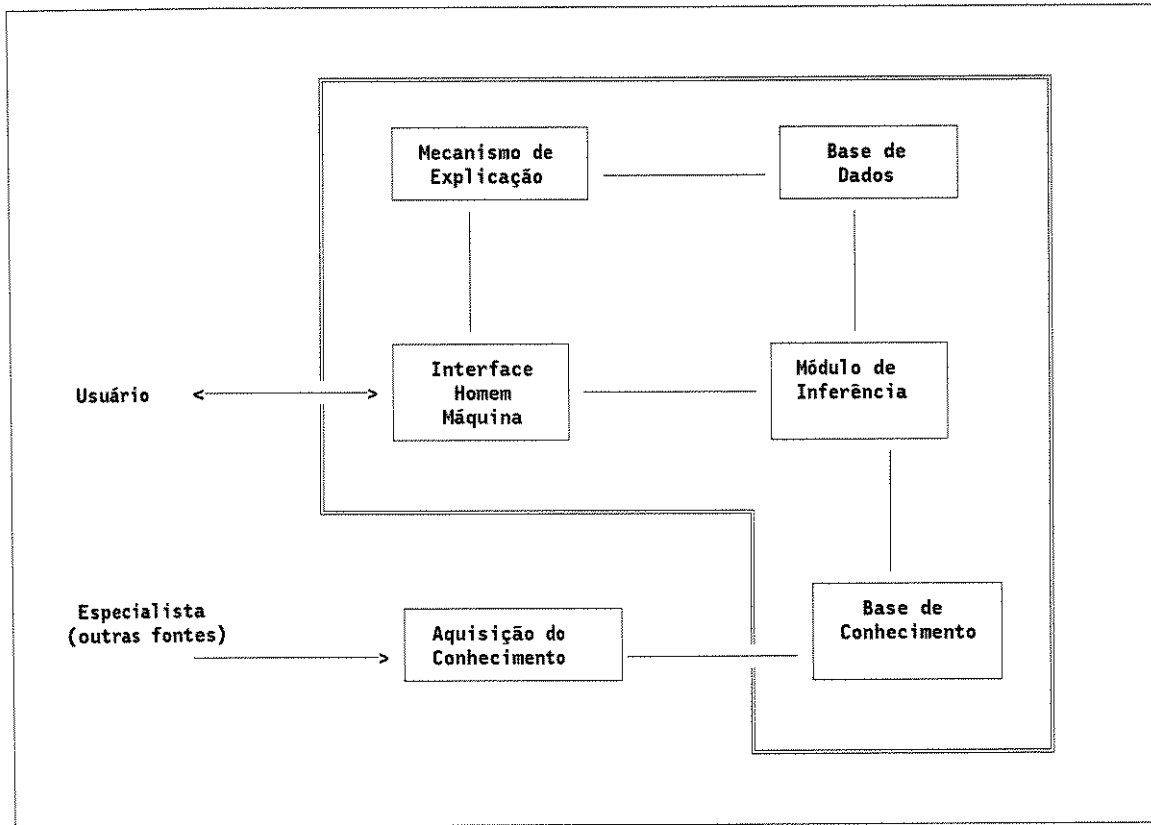 Mecanismo de
Explicação
Base de
Dados
Usuário
Interface
Homem
Máquina
Módulo de
Inferência
Especialista
(outras fontes)
Aquisição do
Conhecimento
Base de
Conhecimento